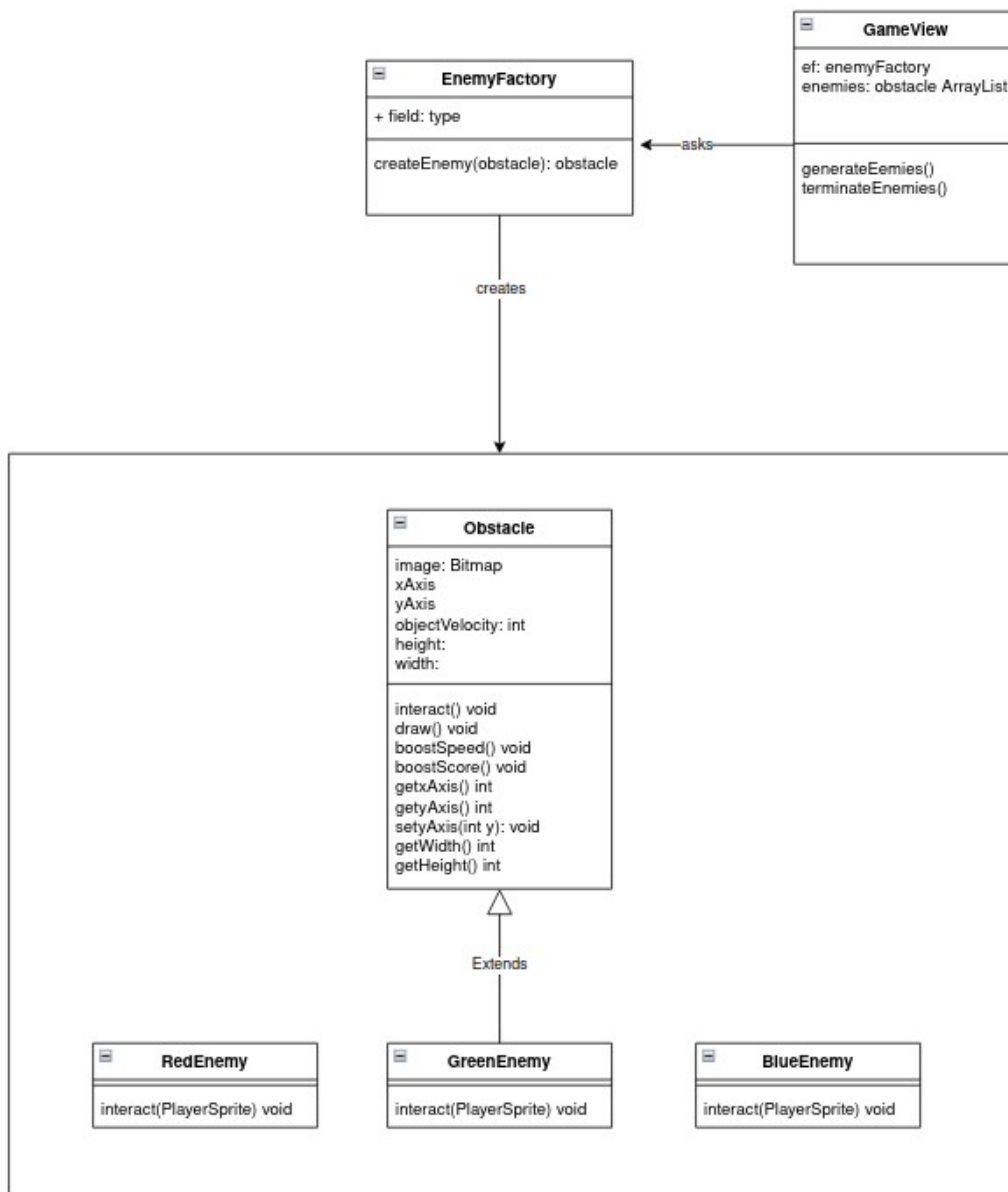 GameView
ef: enemyFactory
enemies: obstacle ArrayList
generateEemies()
terminateEnemies()
EnemyFactory
+ field: type
createEnemy(obstacle): obstacle
asks
creates
Obstacle
image: Bitmap
xAxis
yAxis
objectVelocity: int
height:
width:
interact() void
draw() void
boostSpeed() void
boostScore() void
getxAxis() int
getyAxis() int
setyAxis(int y): void
getWidth() int
getHeight() int
Extends
RedEnemy
interact(PlayerSprite) void
GreenEnemy
interact(PlayerSprite) void
BlueEnemy
interact(PlayerSprite) void